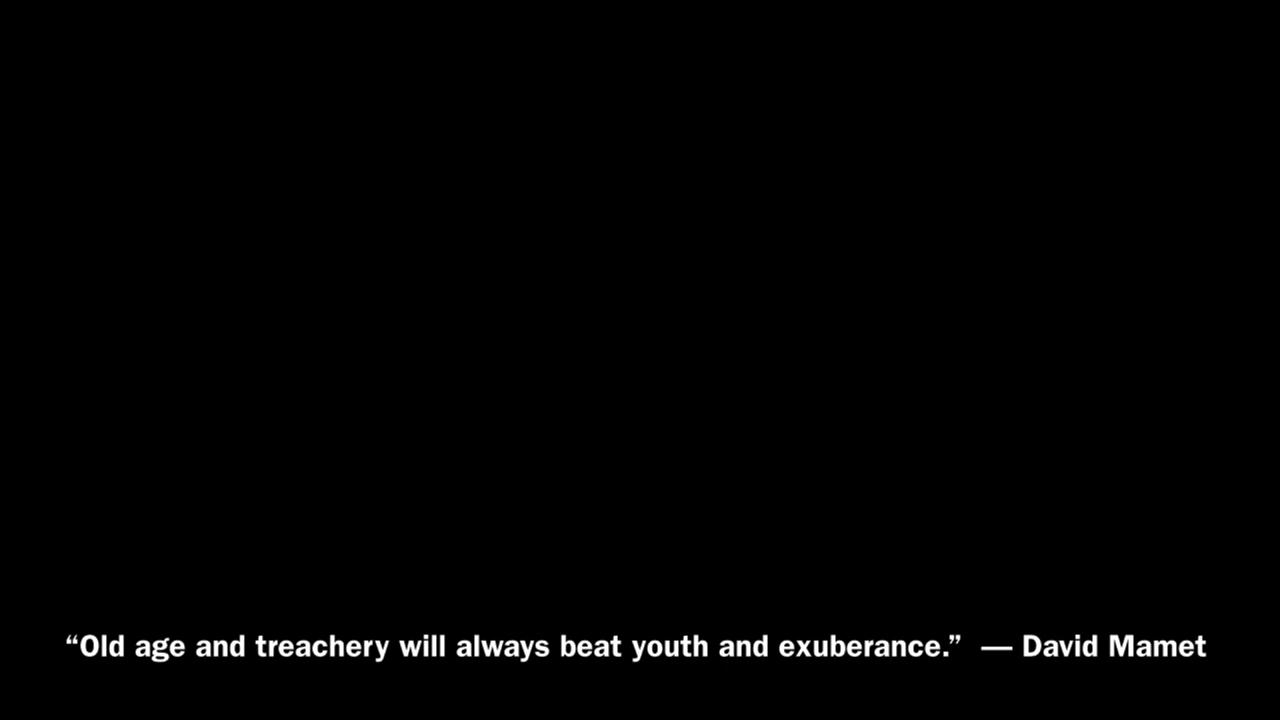 “Old age and treachery will always beat youth and exuberance.” — David Mamet